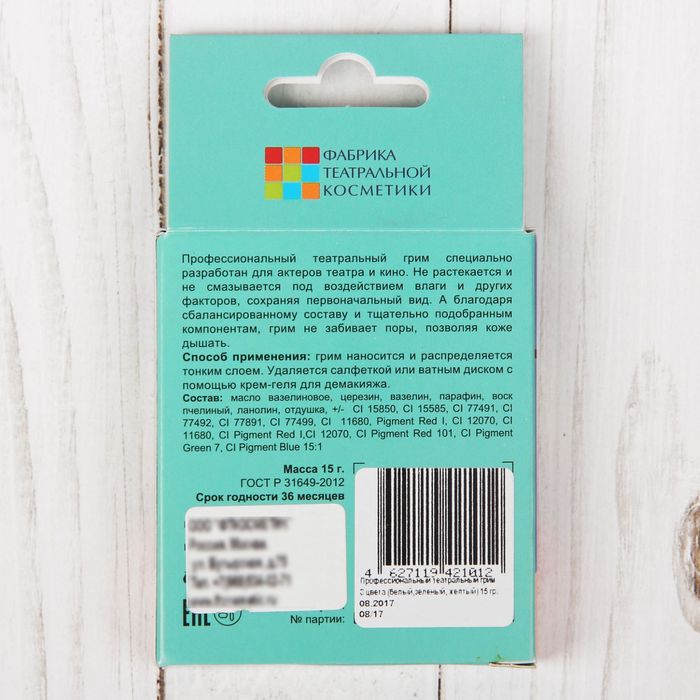 ФАБРИКА
ТЕАТРАЛЬНОЙ
КОСМЕТИКИ
Профессиональный театральный грим специально
разработан для актеров театра и кино. Не растекается и
не смазывается под воздействием влаги и других
факторов, сохраняя первоначальный вид. А благодаря
сбалансированному составу и тщательно подобранным
компонентам, грим не забивает поры, позволяя коже
дышать.
Способ применения: грим наносится и распределяется
тонким слоем. Удаляется салфеткой или ватным диском с
помощью крем-геля для демакияжа.
Состав: масло вазелиновое, церезин, вазелин, парафин, воск
пчелиный, ланолин, отдушка, +/- CI 15850, CI 15585, CI 77491, CI
77492, CI 77891, CI 77499, CI 11680, Pigment Red I, CI 12070, CI
11680, CI Pigment Red I,CI 12070, CI Pigment Red 101, CI Pigment
Green 7, CI Pigment Blue 15:1
Масса 15 г.
ГОСТ Р 31649-2012
Срок годности 36 месяцев
4 627119 421012
Профессиональный театральный грим
3 цвета (белый,зеленый, желтый) 15 гр.
08.2017
08/17
№ партии: